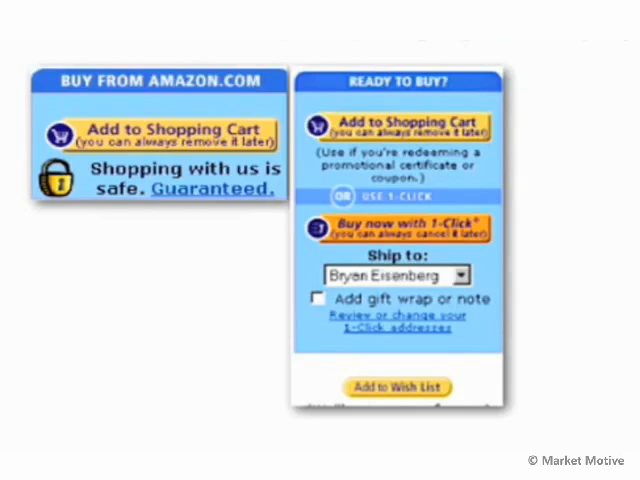 BUY FROM AMAZON.COM
Add to Shopping Cart
(you can always remove it later)
Shopping with us is
safe. Guaranteed.
READY TO BUY?
Add to Shopping Cart
(you can always remove it later)
(Use if you're redeeming a
promotional certificate or
coupon.)
OR USE 1-CLICK
Buy now with 1-Click®
(you can always cancel it later)
Ship to:
Bryan Eisenberg
Add gift wrap or note
Review or change your
1-Click addresses
Add to Wish List
© Market Motive